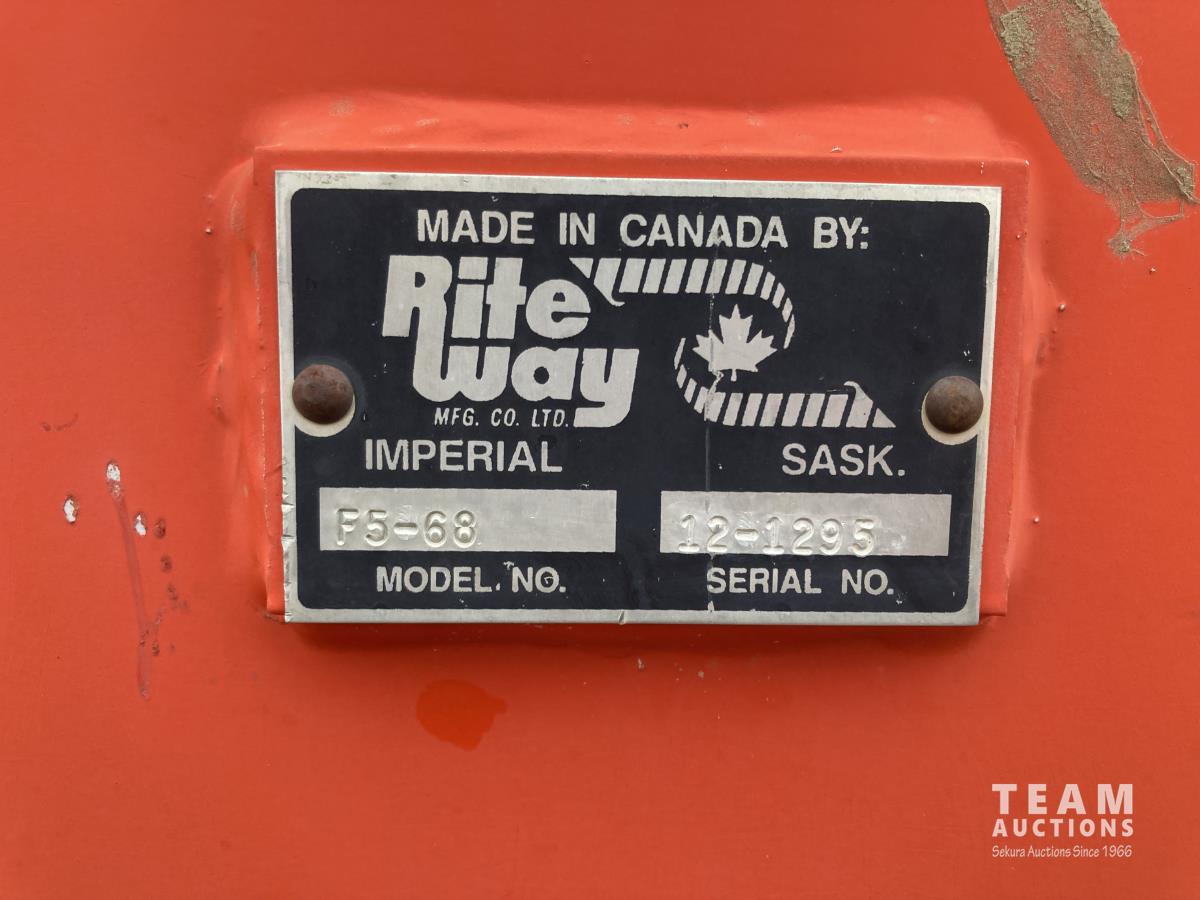 MADE IN CANADA BY:
Rite
way
MFG. CO. LTD.
IMPERIAL SASK.
F5-68 12-1295
MODEL. NO. SERIAL NO.
TEAM
AUCTIONS
Sekura Auctions Since 1966